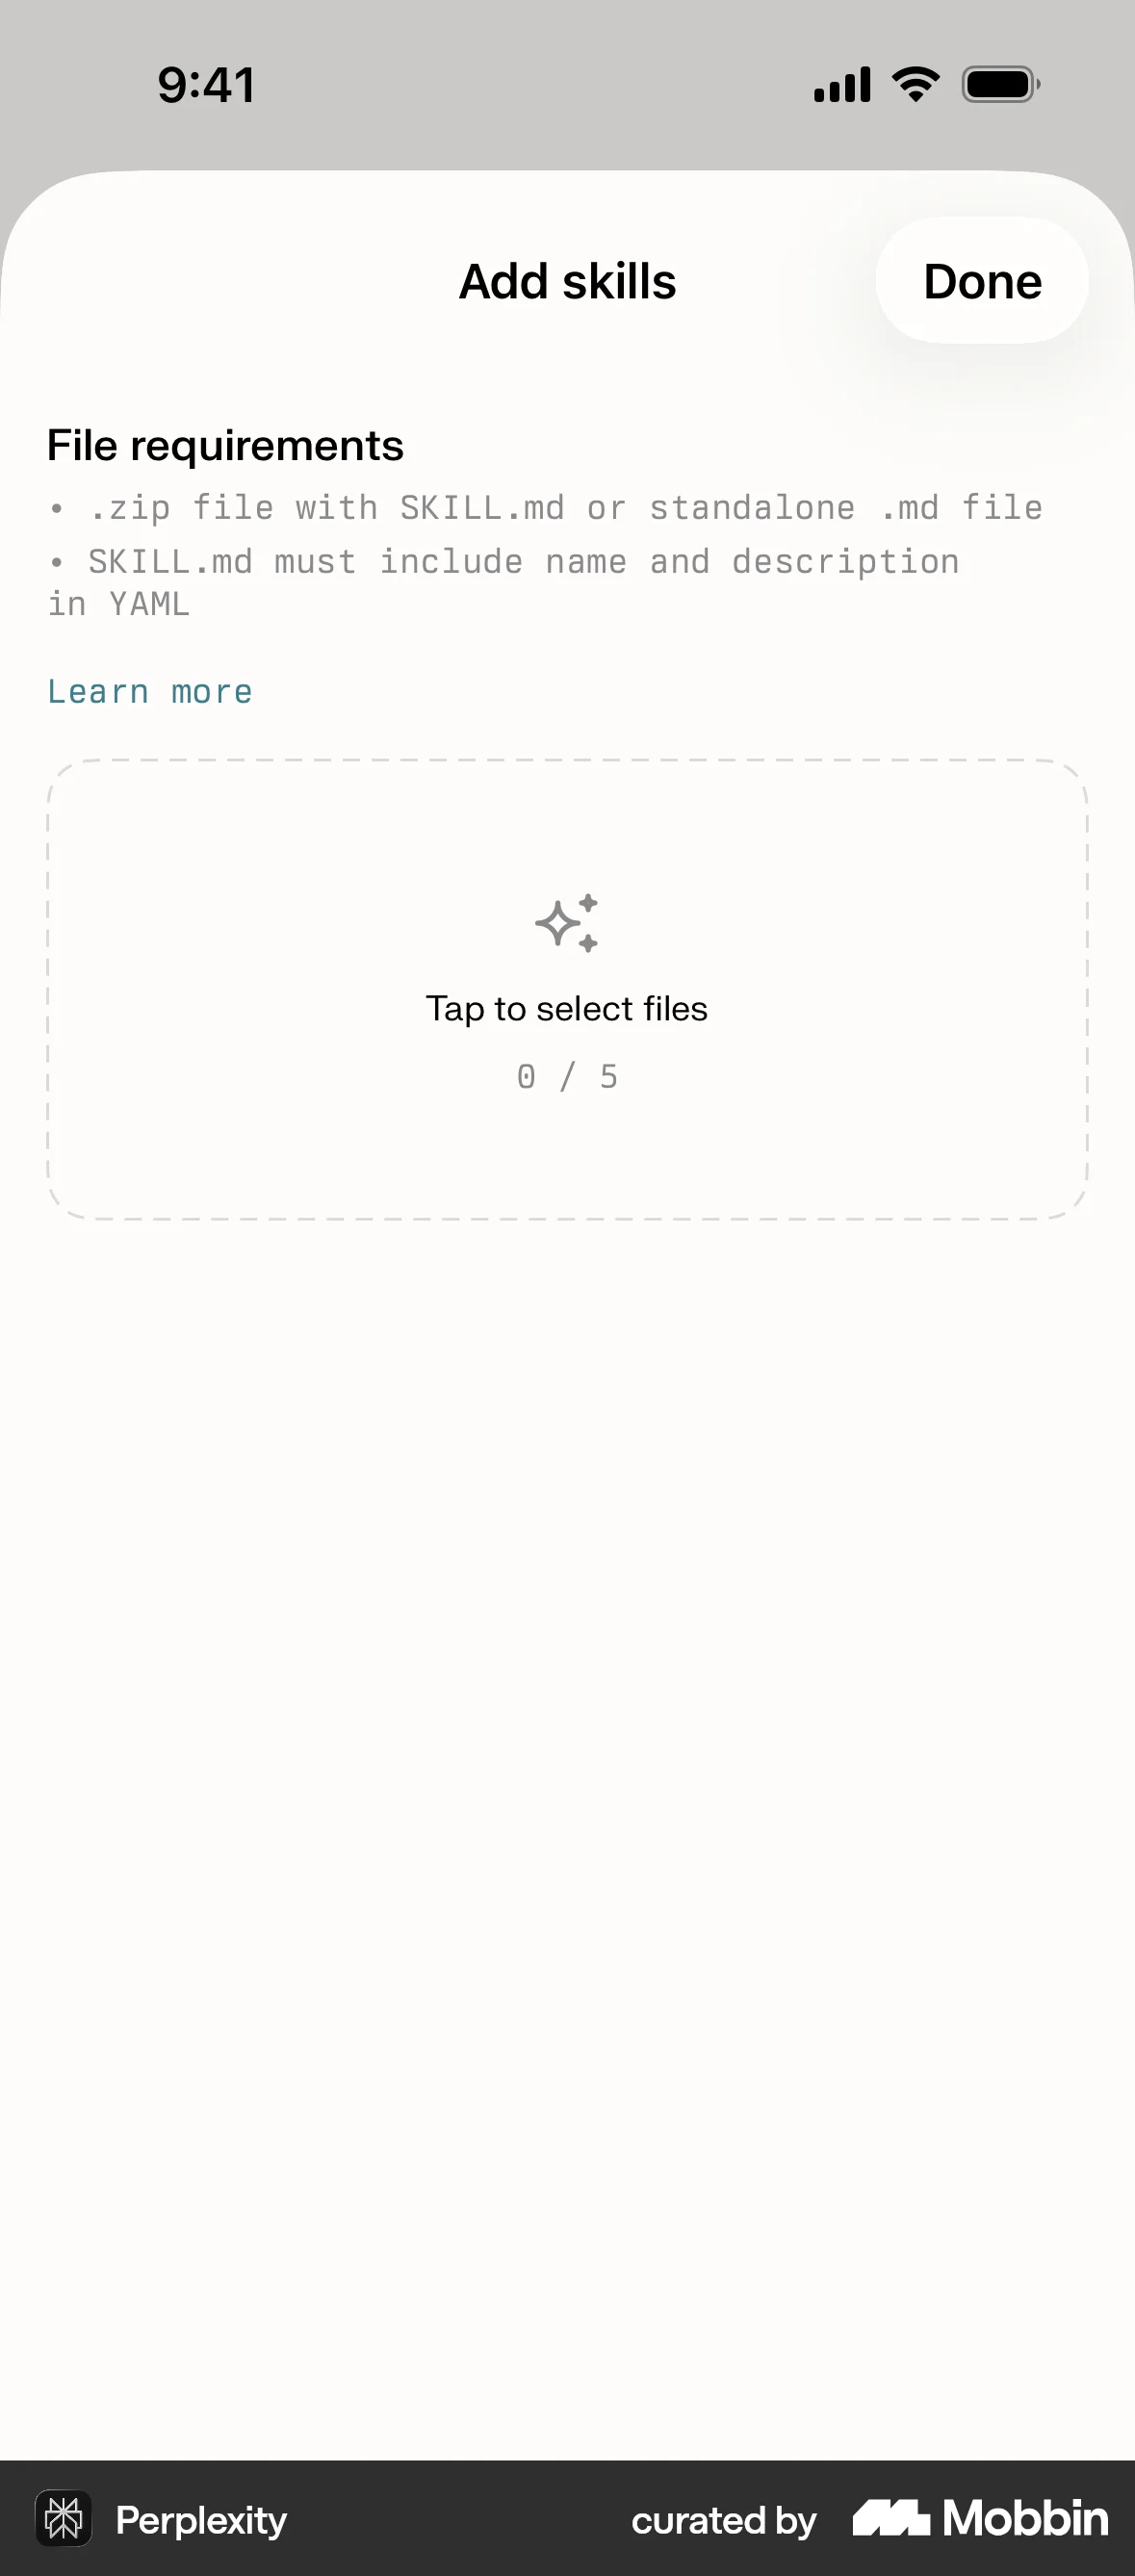 9:41
Add skills
Done
File requirements
• .zip file with SKILL.md or standalone .md file
• SKILL.md must include name and description
in YAML
Learn more
Tap to select files
0 / 5
Perplexity
curated by Mobbin